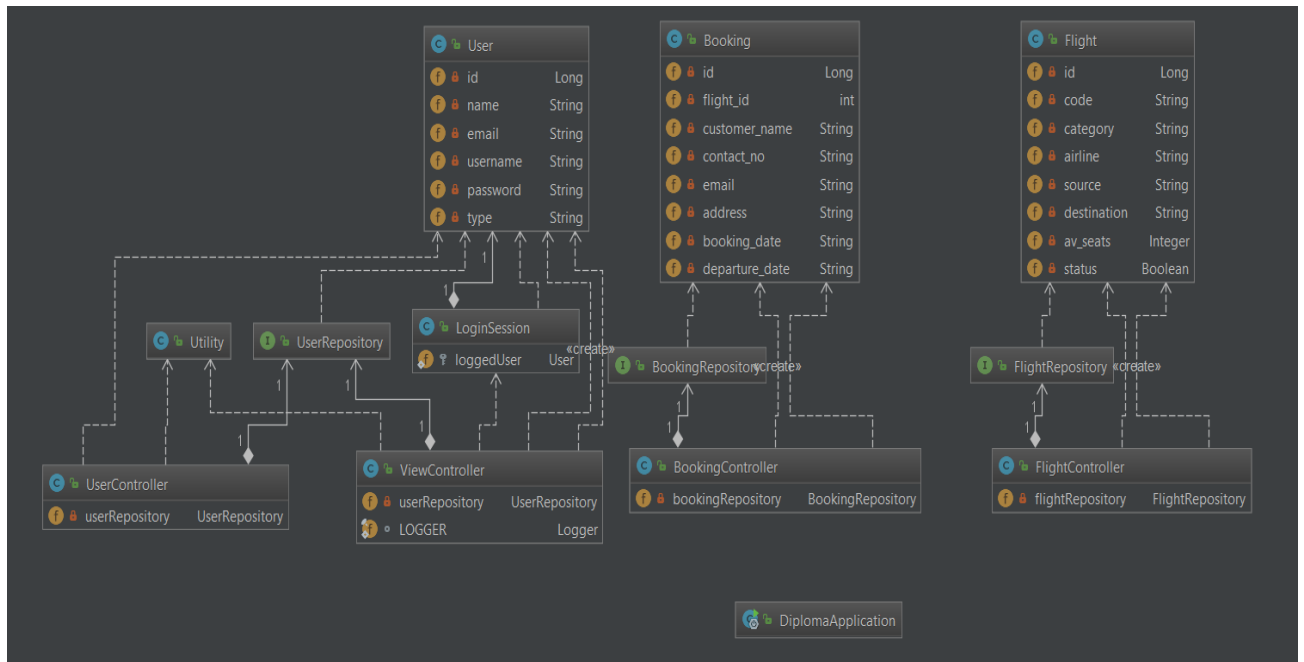 User
id Long
name String
email String
username String
password String
type String
Booking
id Long
flight_id int
customer_name String
contact_no String
email String
address String
booking_date String
departure_date String
Flight
id Long
code String
category String
airline String
source String
destination String
av_seats Integer
status Boolean
1
1
Utility
UserRepository
LoginSession
loggedUser User
«create»
BookingRepository
«create»
FlightRepository
«create»
1
1
1
1
1
1
1
1
UserController
userRepository UserRepository
ViewController
userRepository UserRepository
LOGGER Logger
BookingController
bookingRepository BookingRepository
FlightController
flightRepository FlightRepository
DiplomaApplication